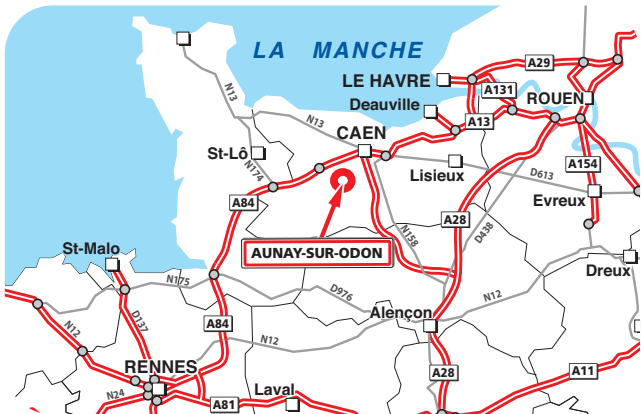 LA MANCHE
A29
LE HAVRE
A131
N13
Deauville
ROUEN
N13
A13
CAEN
St-Lô
N174
Lisieux
D613
A154
A84
Evreux
A28
AUNAY-SUR-ODON
N158
D438
St-Malo
Dreux
N175
D976
N12
D137
Alençon
N12
A84
N12
RENNES
A28
A11
N24
A81
Laval